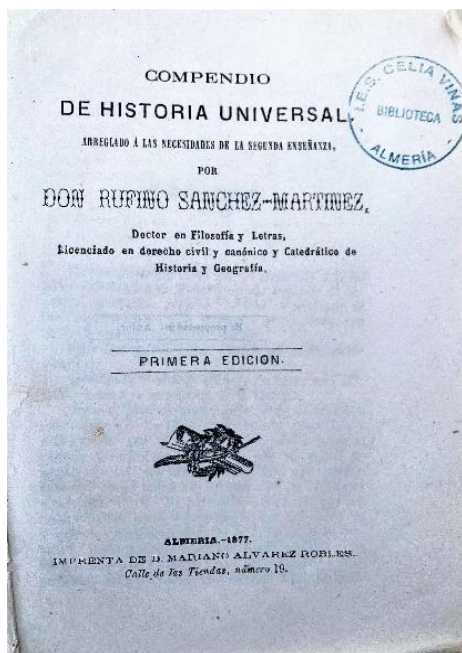 COMPENDIO
DE HISTORIA UNIVERSAL,
ARREGLADO Á LAS NECESIDADES DE LA SEGUNDA ENSEÑANZA,
POR
DON RUFINO SANCHEZ-MARTINEZ,
Doctor en Filosofía y Letras,
Licenciado en derecho civil y canónico y Catedrático de
Historia y Geografía.
PRIMERA EDICION.
ALMERIA.-1877.
IMPRENTA DE D. MARIANO ALVAREZ ROBLES.
Calle de las Tiendas, número 19.
I.E.S. CELIA VIÑAS
BIBLIOTECA
ALMERÍA